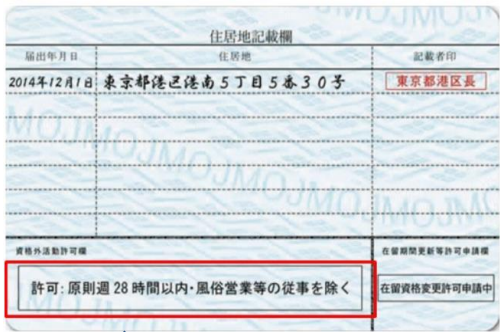 住居地記載欄
届出年月日 住居地 記載者印
2014年12月1日 東京都港区港南5丁目5番30号 東京都港区長
MOJMOJMOJMOJMOJ
資格外活動許可欄 在留期間更新等許可申請欄
許可:原則週28時間以内・風俗営業等の従事を除く 在留資格変更許可申請中